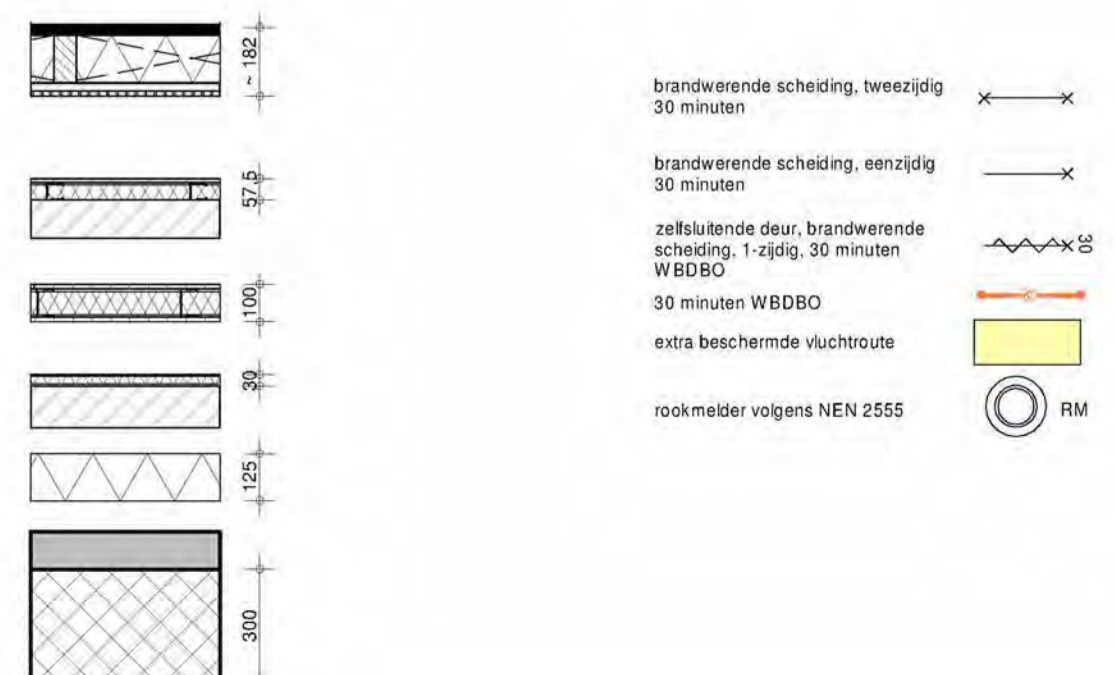 ~ 182
57,5
100
30
125
300
brandwerende scheiding, tweezijdig
30 minuten
brandwerende scheiding, eenzijdig
30 minuten
zelfsluitende deur, brandwerende
scheiding, 1-zijdig, 30 minuten
WBDBO
30
30 minuten WBDBO
extra beschermde vluchtroute
rookmelder volgens NEN 2555
RM